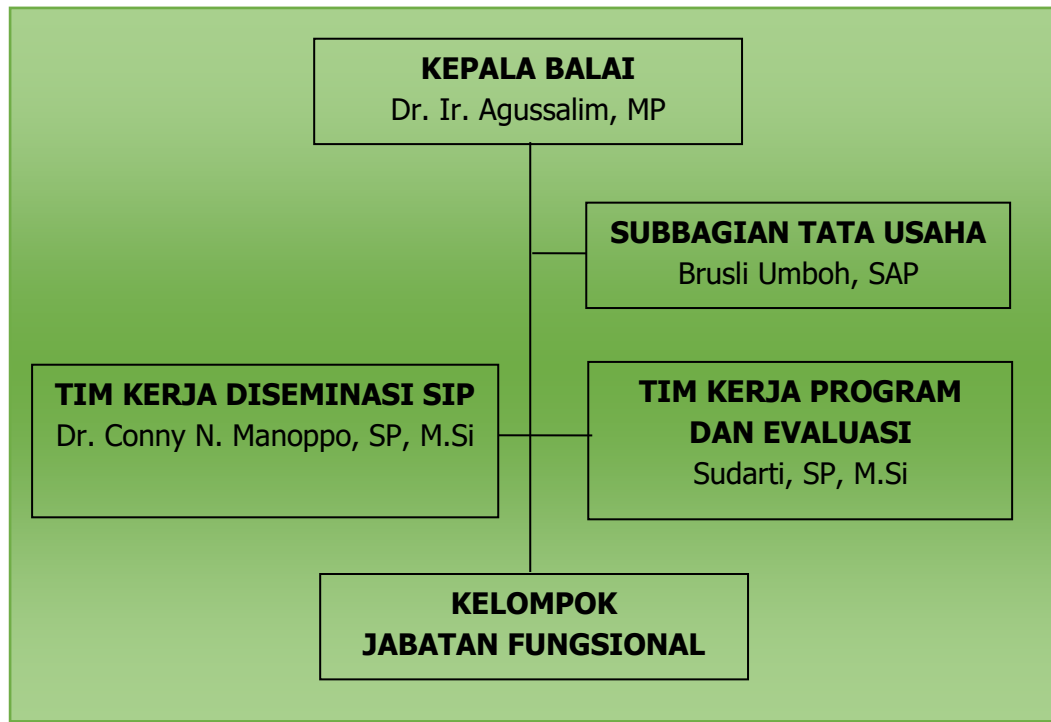 KEPALA BALAI
Dr. Ir. Agussalim, MP
SUBBAGIAN TATA USAHA
Brusli Umboh, SAP
TIM KERJA DISEMINASI SIP
Dr. Conny N. Manoppo, SP, M.Si
TIM KERJA PROGRAM
DAN EVALUASI
Sudarti, SP, M.Si
KELOMPOK
JABATAN FUNGSIONAL